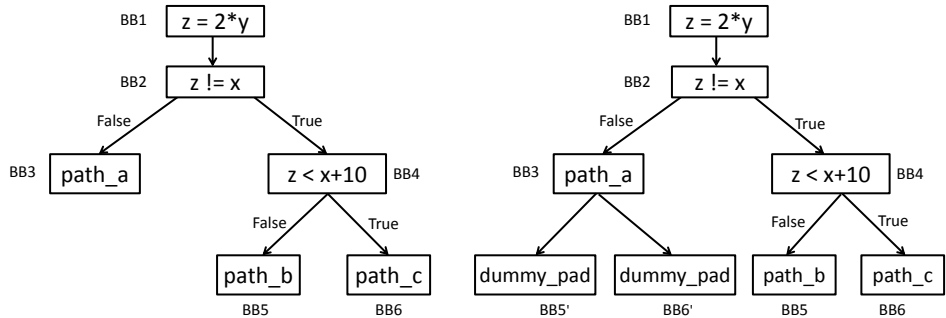 BB1 z = 2*y
BB2 z != x
False True
BB3 path_a z < x+10 BB4
False True
path_b path_c
BB5 BB6
BB1 z = 2*y
BB2 z != x
False True
BB3 path_a z < x+10 BB4
False True
dummy_pad dummy_pad path_b path_c
BB5' BB6' BB5 BB6